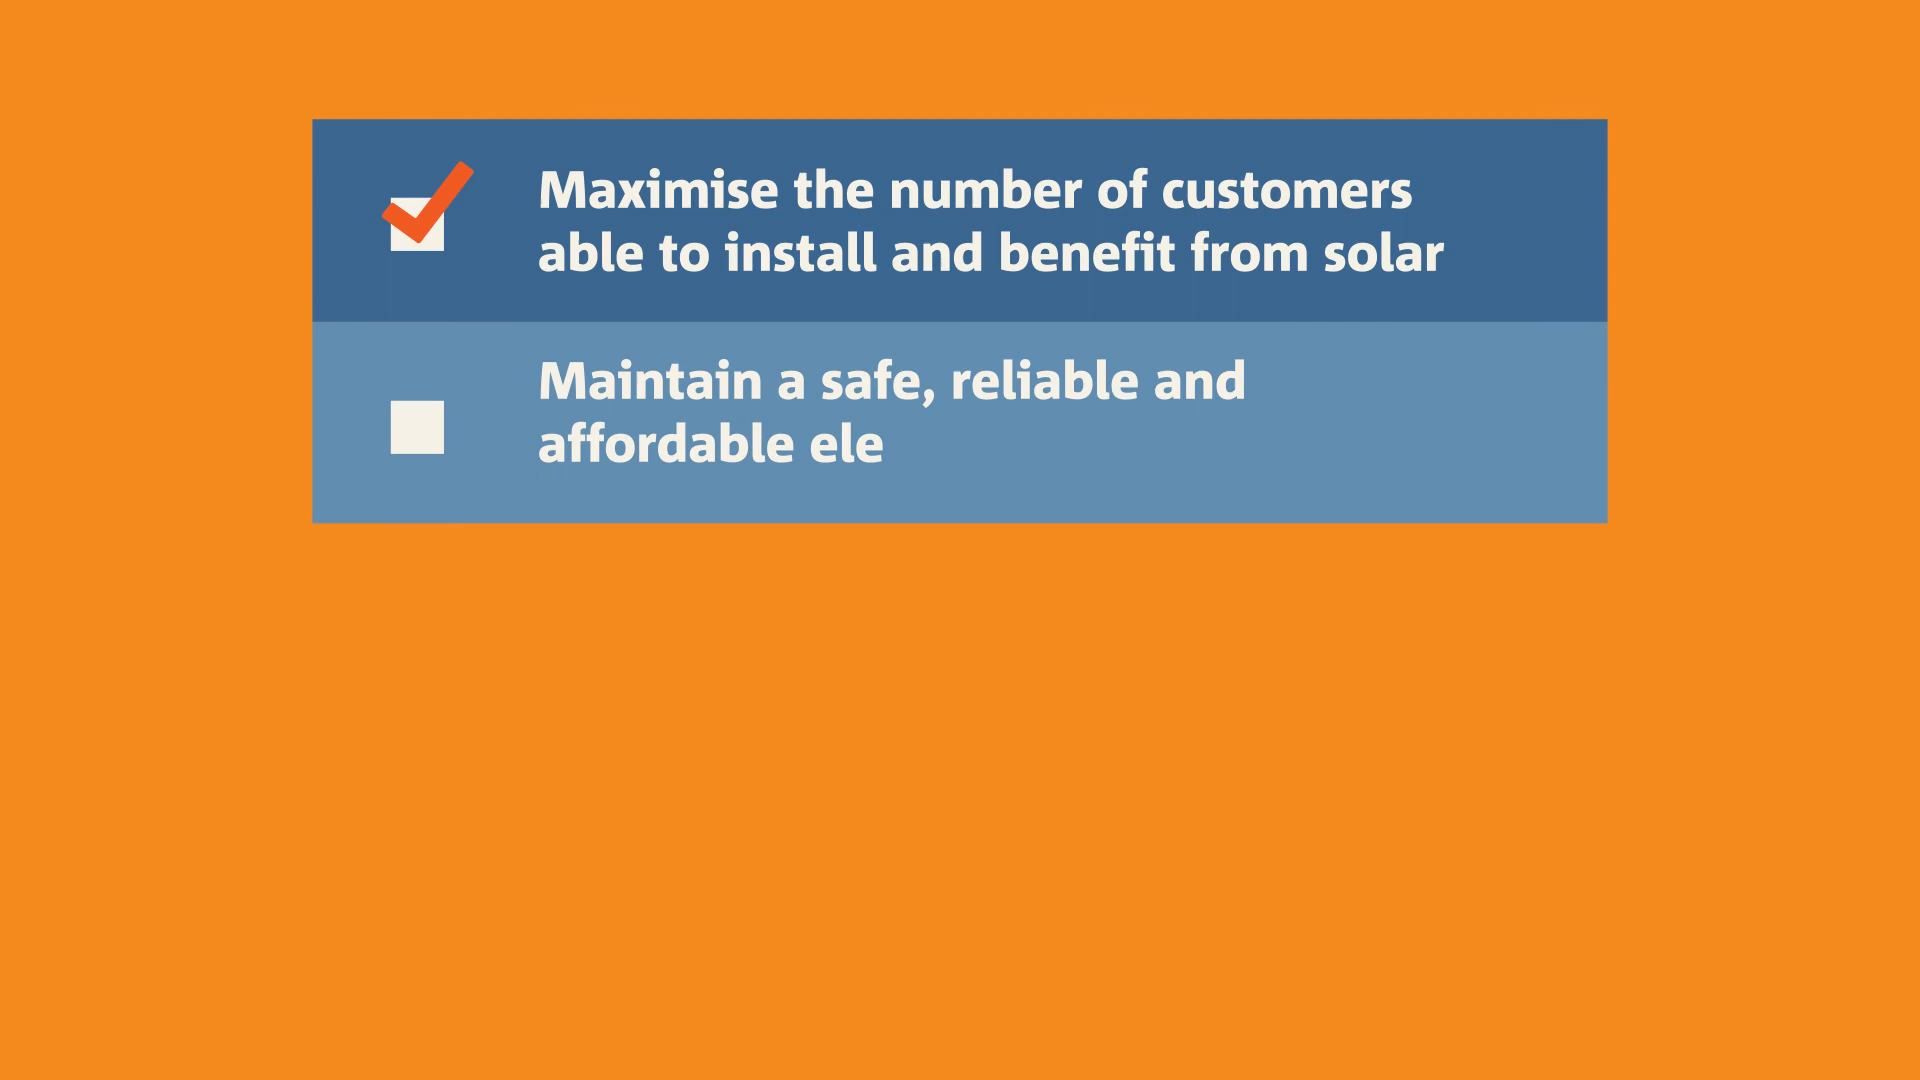 Maximise the number of customers
able to install and benefit from solar
Maintain a safe, reliable and
affordable ele